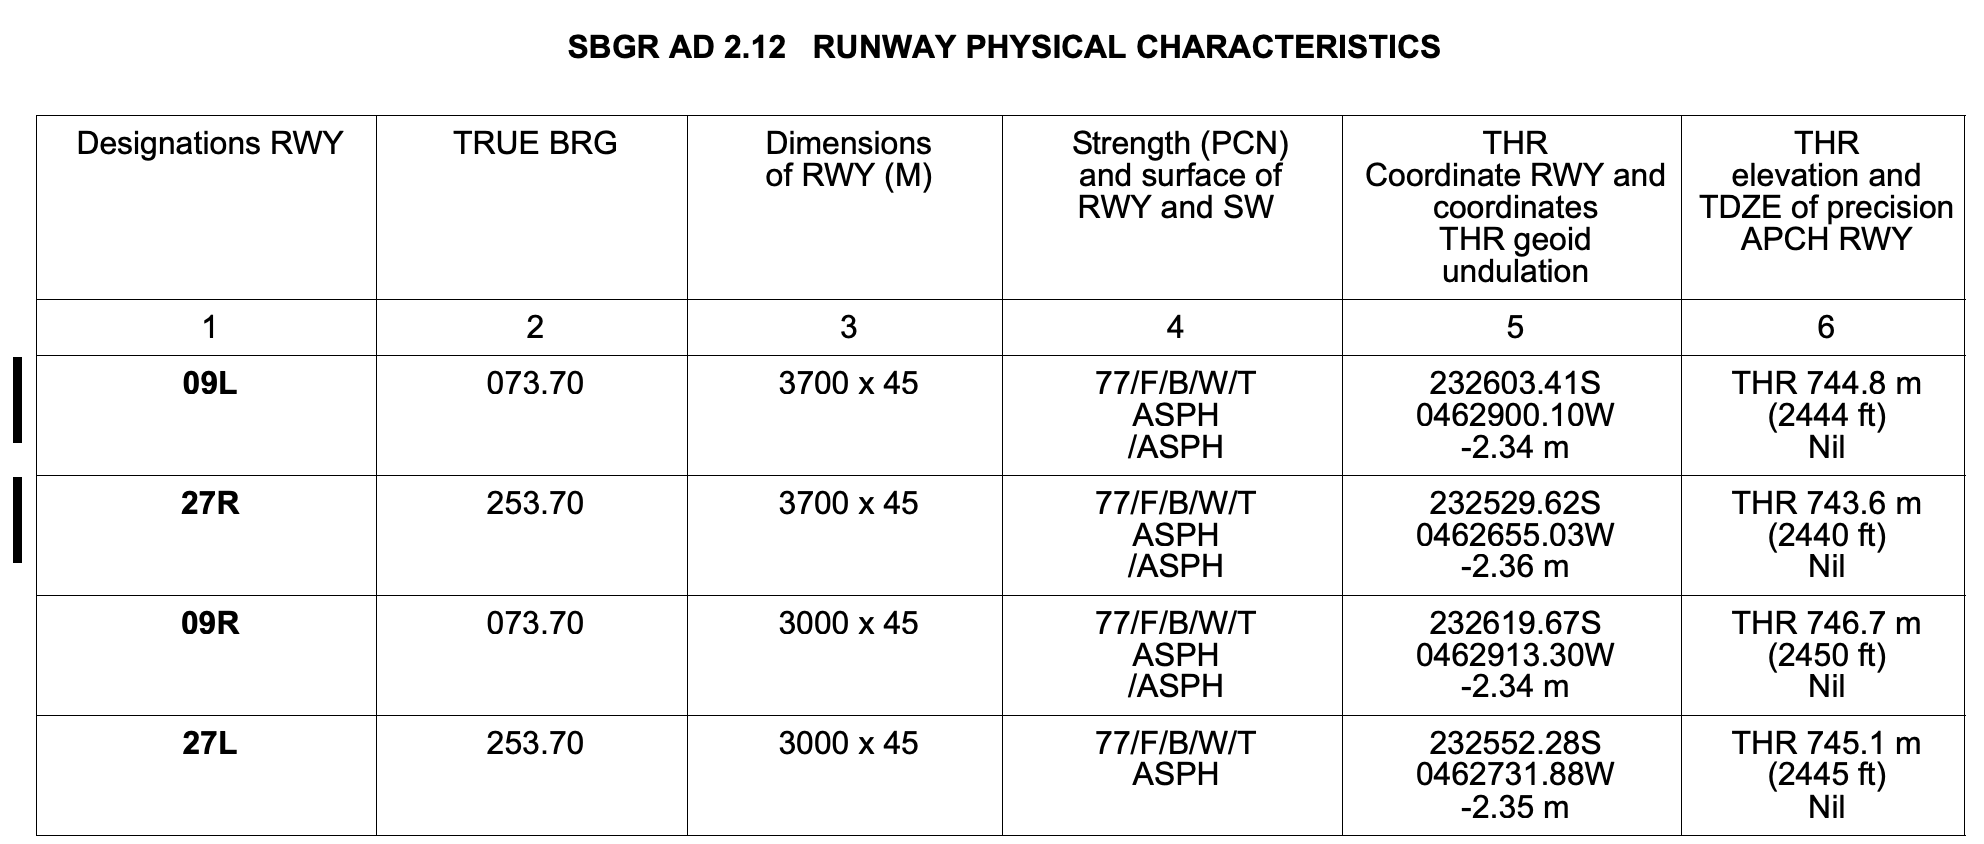 SBGR AD 2.12 RUNWAY PHYSICAL CHARACTERISTICS
Designations RWY
TRUE BRG
Dimensions
of RWY (M)
Strength (PCN)
and surface of
RWY and SW
THR
Coordinate RWY and
coordinates
THR geoid
undulation
THR
elevation and
TDZE of precision
APCH RWY
1
2
3
4
5
6
09L
073.70
3700 x 45
77/F/B/W/T
ASPH
/ASPH
232603.41S
0462900.10W
-2.34 m
THR 744.8 m
(2444 ft)
Nil
27R
253.70
3700 x 45
77/F/B/W/T
ASPH
/ASPH
232529.62S
0462655.03W
-2.36 m
THR 743.6 m
(2440 ft)
Nil
09R
073.70
3000 x 45
77/F/B/W/T
ASPH
/ASPH
232619.67S
0462913.30W
-2.34 m
THR 746.7 m
(2450 ft)
Nil
27L
253.70
3000 x 45
77/F/B/W/T
ASPH
232552.28S
0462731.88W
-2.35 m
THR 745.1 m
(2445 ft)
Nil